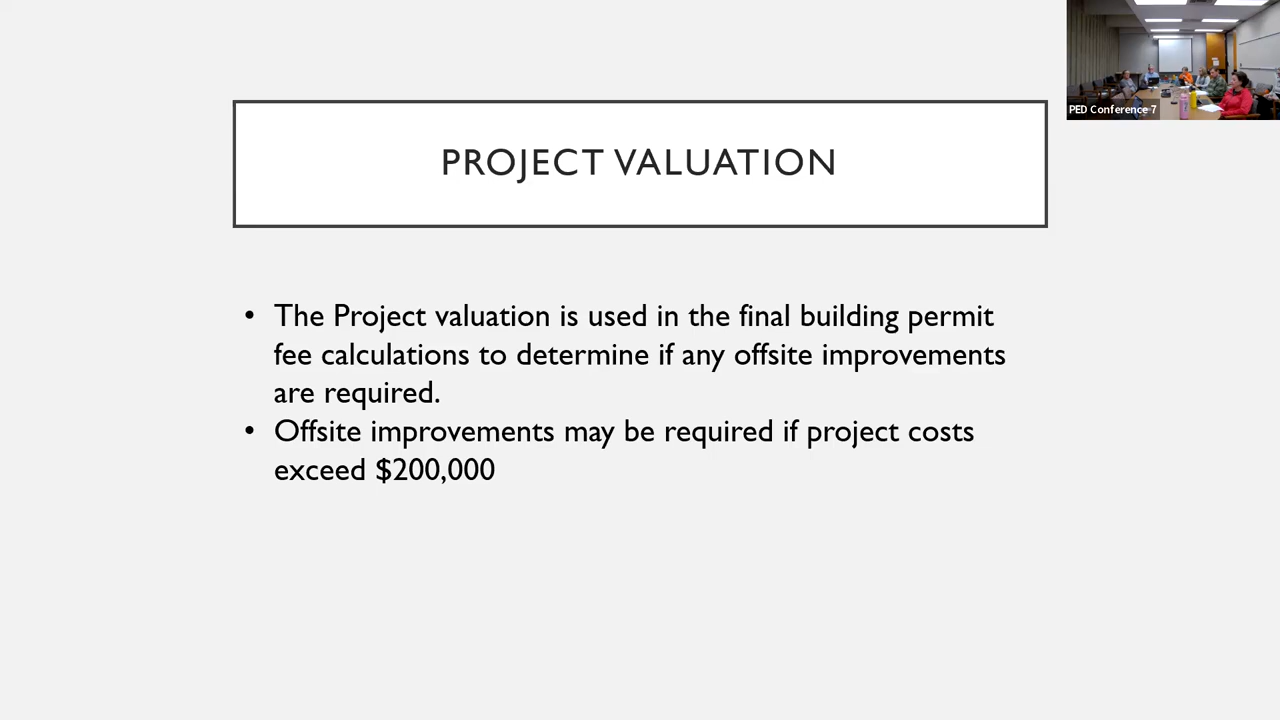 PED Conference 7
PROJECT VALUATION
• The Project valuation is used in the final building permit
fee calculations to determine if any offsite improvements
are required.
• Offsite improvements may be required if project costs
exceed $200,000